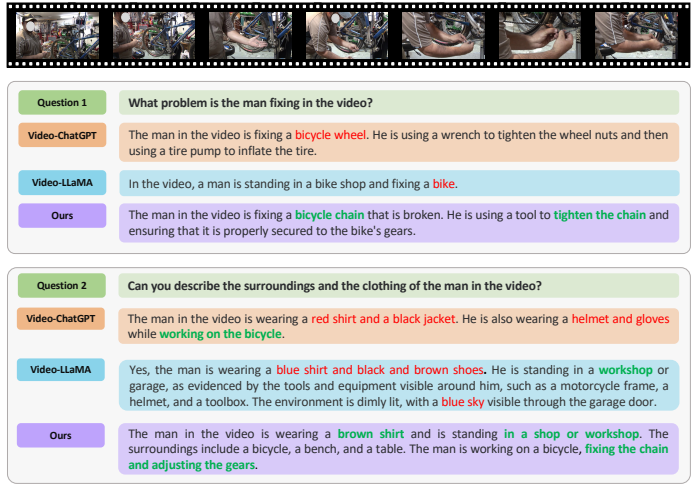 Question 1
What problem is the man fixing in the video?
Video-ChatGPT
The man in the video is fixing a bicycle wheel. He is using a wrench to tighten the wheel nuts and then
using a tire pump to inflate the tire.
Video-LLaMA
In the video, a man is standing in a bike shop and fixing a bike.
Ours
The man in the video is fixing a bicycle chain that is broken. He is using a tool to tighten the chain and
ensuring that it is properly secured to the bike's gears.
Question 2
Can you describe the surroundings and the clothing of the man in the video?
Video-ChatGPT
The man in the video is wearing a red shirt and a black jacket. He is also wearing a helmet and gloves
while working on the bicycle.
Video-LLaMA
Yes, the man is wearing a blue shirt and black and brown shoes. He is standing in a workshop or
garage, as evidenced by the tools and equipment visible around him, such as a motorcycle frame, a
helmet, and a toolbox. The environment is dimly lit, with a blue sky visible through the garage door.
Ours
The man in the video is wearing a brown shirt and is standing in a shop or workshop. The
surroundings include a bicycle, a bench, and a table. The man is working on a bicycle, fixing the chain
and adjusting the gears.